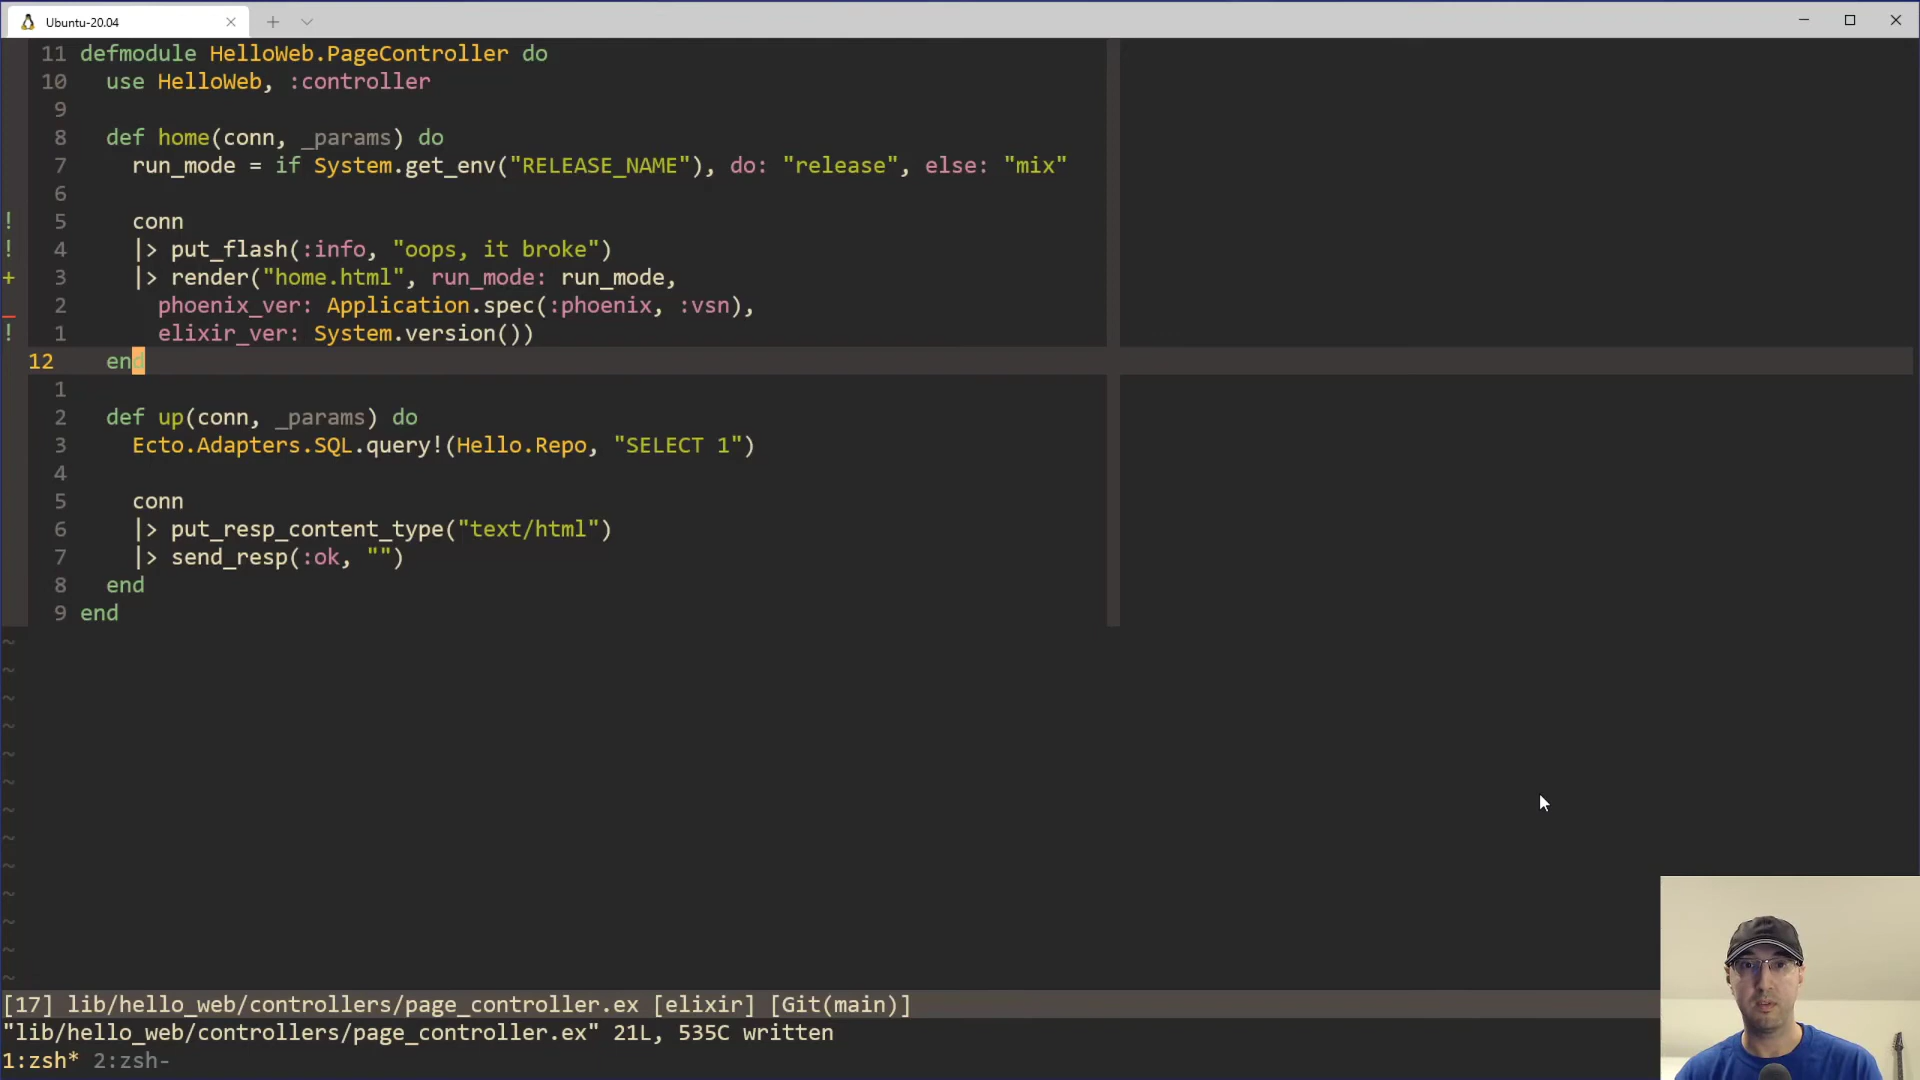 Ubuntu-20.04
11 defmodule HelloWeb.PageController do
10   use HelloWeb, :controller
9
8   def home(conn, _params) do
7     run_mode = if System.get_env("RELEASE_NAME"), do: "release", else: "mix"
6
! 5     conn
! 4     |> put_flash(:info, "oops, it broke")
+ 3     |> render("home.html", run_mode: run_mode,
_ 2       phoenix_ver: Application.spec(:phoenix, :vsn),
! 1       elixir_ver: System.version())
12   end
1
2   def up(conn, _params) do
3     Ecto.Adapters.SQL.query!(Hello.Repo, "SELECT 1")
4
5     conn
6     |> put_resp_content_type("text/html")
7     |> send_resp(:ok, "")
8   end
9 end
~
~
~
~
~
~
~
~
~
~
~
~
~
[17] lib/hello_web/controllers/page_controller.ex [elixir] [Git(main)]
"lib/hello_web/controllers/page_controller.ex" 21L, 535C written
1:zsh* 2:zsh-